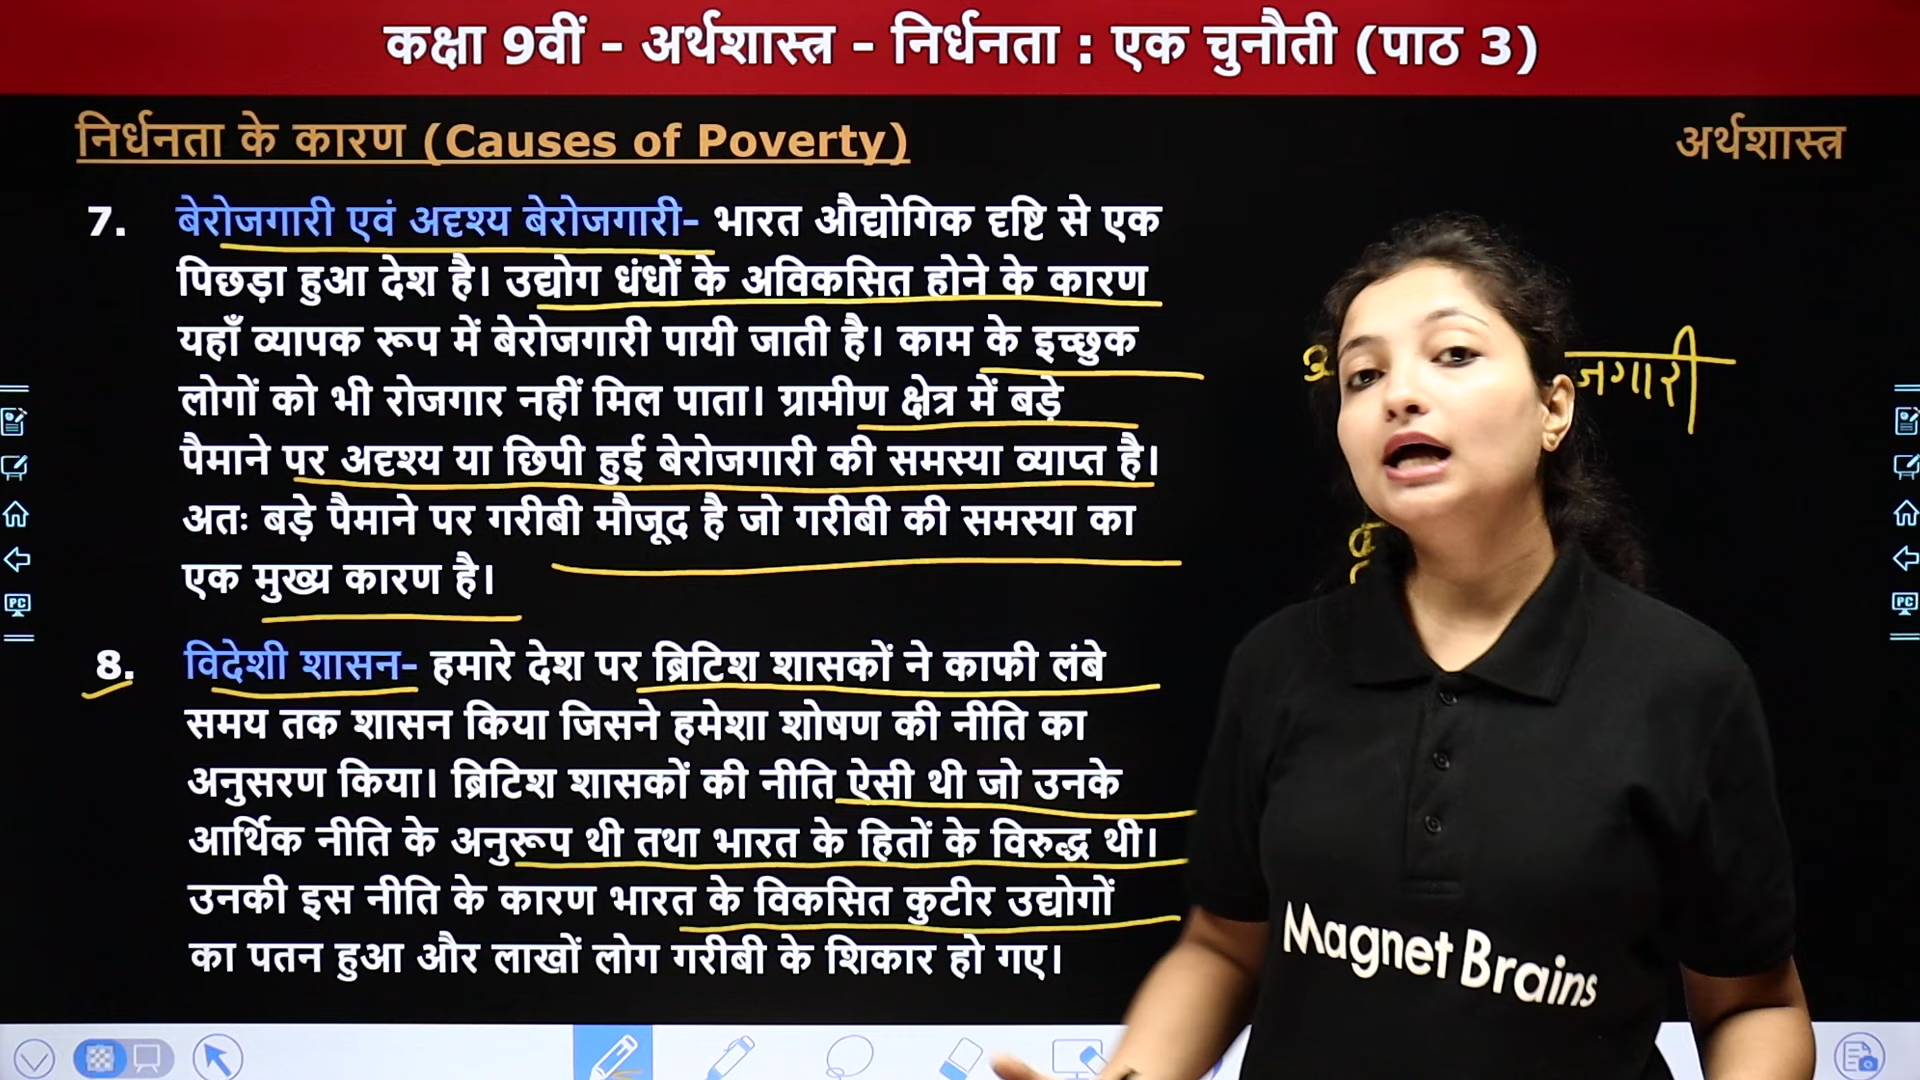 कक्षा 9वीं - अर्थशास्त्र - निर्धनता : एक चुनौती (पाठ 3)
निर्धनता के कारण (Causes of Poverty)
अर्थशास्त्र
7. बेरोजगारी एवं अदृश्य बेरोजगारी- भारत औद्योगिक दृष्टि से एक
पिछड़ा हुआ देश है। उद्योग धंधों के अविकसित होने के कारण
यहाँ व्यापक रूप में बेरोजगारी पायी जाती है। काम के इच्छुक
लोगों को भी रोजगार नहीं मिल पाता। ग्रामीण क्षेत्र में बड़े
पैमाने पर अदृश्य या छिपी हुई बेरोजगारी की समस्या व्याप्त है।
अतः बड़े पैमाने पर गरीबी मौजूद है जो गरीबी की समस्या का
एक मुख्य कारण है।
8. विदेशी शासन- हमारे देश पर ब्रिटिश शासकों ने काफी लंबे
समय तक शासन किया जिसने हमेशा शोषण की नीति का
अनुसरण किया। ब्रिटिश शासकों की नीति ऐसी थी जो उनके
आर्थिक नीति के अनुरूप थी तथा भारत के हितों के विरुद्ध थी।
उनकी इस नीति के कारण भारत के विकसित कुटीर उद्योगों
का पतन हुआ और लाखों लोग गरीबी के शिकार हो गए।
जगारी
Magnet Brains
PC
PC